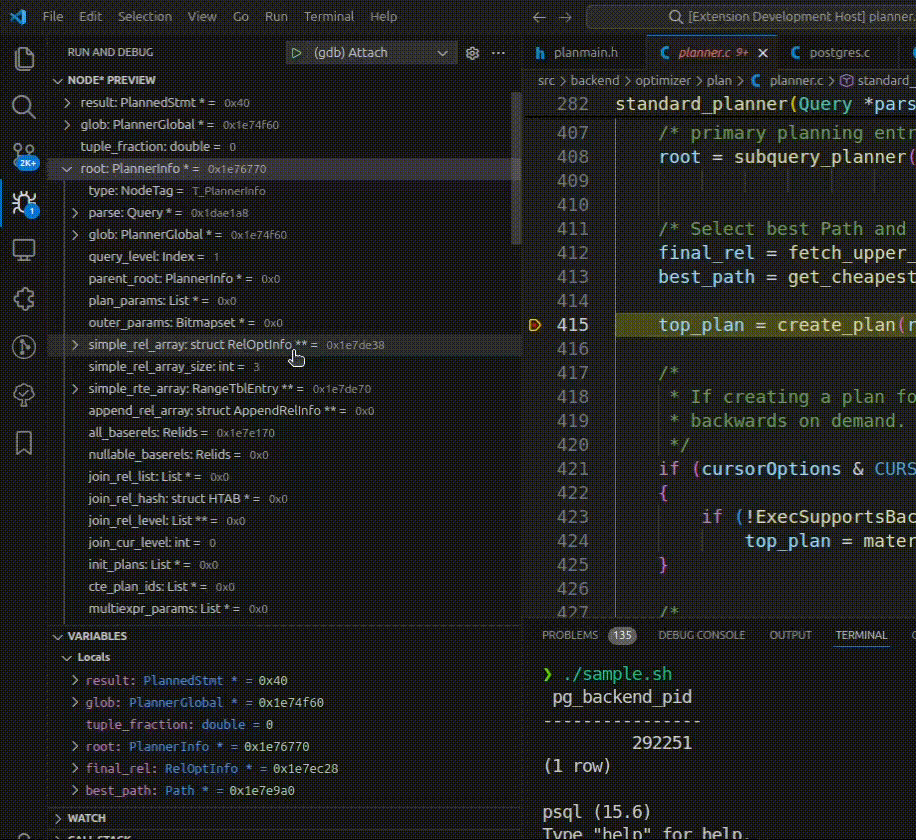 File Edit Selection View Go Run Terminal Help
[Extension Development Host] planner.
RUN AND DEBUG
(gdb) Attach
NODE* PREVIEW
result: PlannedStmt * = 0x40
glob: PlannerGlobal * = 0x1e74f60
tuple_fraction: double = 0
root: PlannerInfo * = 0x1e76770
type: NodeTag = T_PlannerInfo
parse: Query * = 0x1dae1a8
glob: PlannerGlobal * = 0x1e74f60
query_level: Index = 1
parent_root: PlannerInfo * = 0x0
plan_params: List * = 0x0
outer_params: Bitmapset * = 0x0
simple_rel_array: struct RelOptInfo ** = 0x1e7de38
simple_rel_array_size: int = 3
simple_rte_array: RangeTblEntry ** = 0x1e7de70
append_rel_array: struct AppendRelInfo ** = 0x0
all_baserels: Relids = 0x1e7e170
nullable_baserels: Relids = 0x0
join_rel_list: List * = 0x0
join_rel_hash: struct HTAB * = 0x0
join_rel_level: List ** = 0x0
join_cur_level: int = 0
init_plans: List * = 0x0
cte_plan_ids: List * = 0x0
multiexpr_params: List * = 0x0
2K+
1
VARIABLES
Locals
result: PlannedStmt * = 0x40
glob: PlannerGlobal * = 0x1e74f60
tuple_fraction: double = 0
root: PlannerInfo * = 0x1e76770
final_rel: RelOptInfo * = 0x1e7ec28
best_path: Path * = 0x1e7e9a0
WATCH
CALL STACK
h planmain.h
C planner.c 9+
C postgres.c
src > backend > optimizer > plan > C planner.c > standard_
282 standard_planner(Query *pars
407 /* primary planning entr
408 root = subquery_planner(
409
410
411 /* Select best Path and
412 final_rel = fetch_upper_
413 best_path = get_cheapest
414
415 top_plan = create_plan(r
416
417 /*
418 * If creating a plan fo
419 * backwards on demand.
420 */
421 if (cursorOptions & CURS
422 {
423 if (!ExecSupportsBac
424 top_plan = mater
425 }
426
427 /*
PROBLEMS 135 DEBUG CONSOLE OUTPUT TERMINAL
❯ ./sample.sh
pg_backend_pid
----------------
292251
(1 row)
psql (15.6)
Type "help" for help.